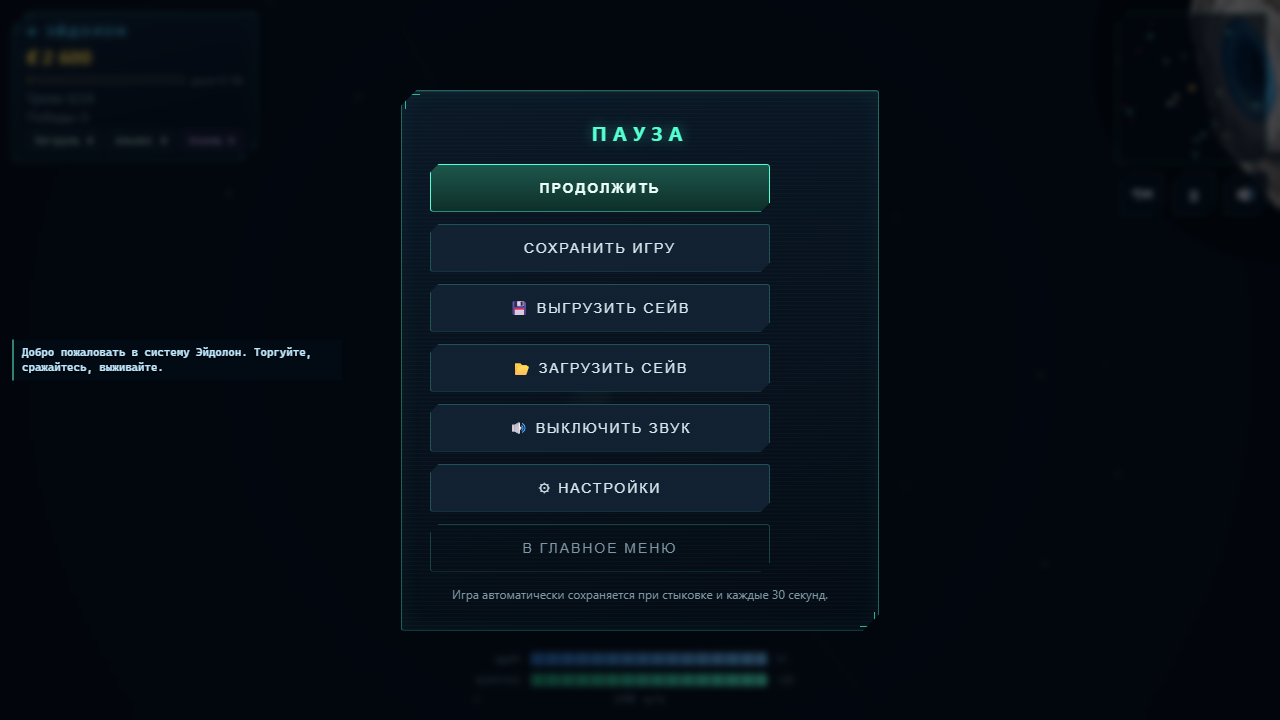 ПАУЗА
ПРОДОЛЖИТЬ
СОХРАНИТЬ ИГРУ
ВЫГРУЗИТЬ СЕЙВ
ЗАГРУЗИТЬ СЕЙВ
ВЫКЛЮЧИТЬ ЗВУК
НАСТРОЙКИ
В ГЛАВНОЕ МЕНЮ
Игра автоматически сохраняется при стыковке и каждые 30 секунд.
Добро пожаловать в систему Эйдолон. Торгуйте,
сражайтесь, выживайте.